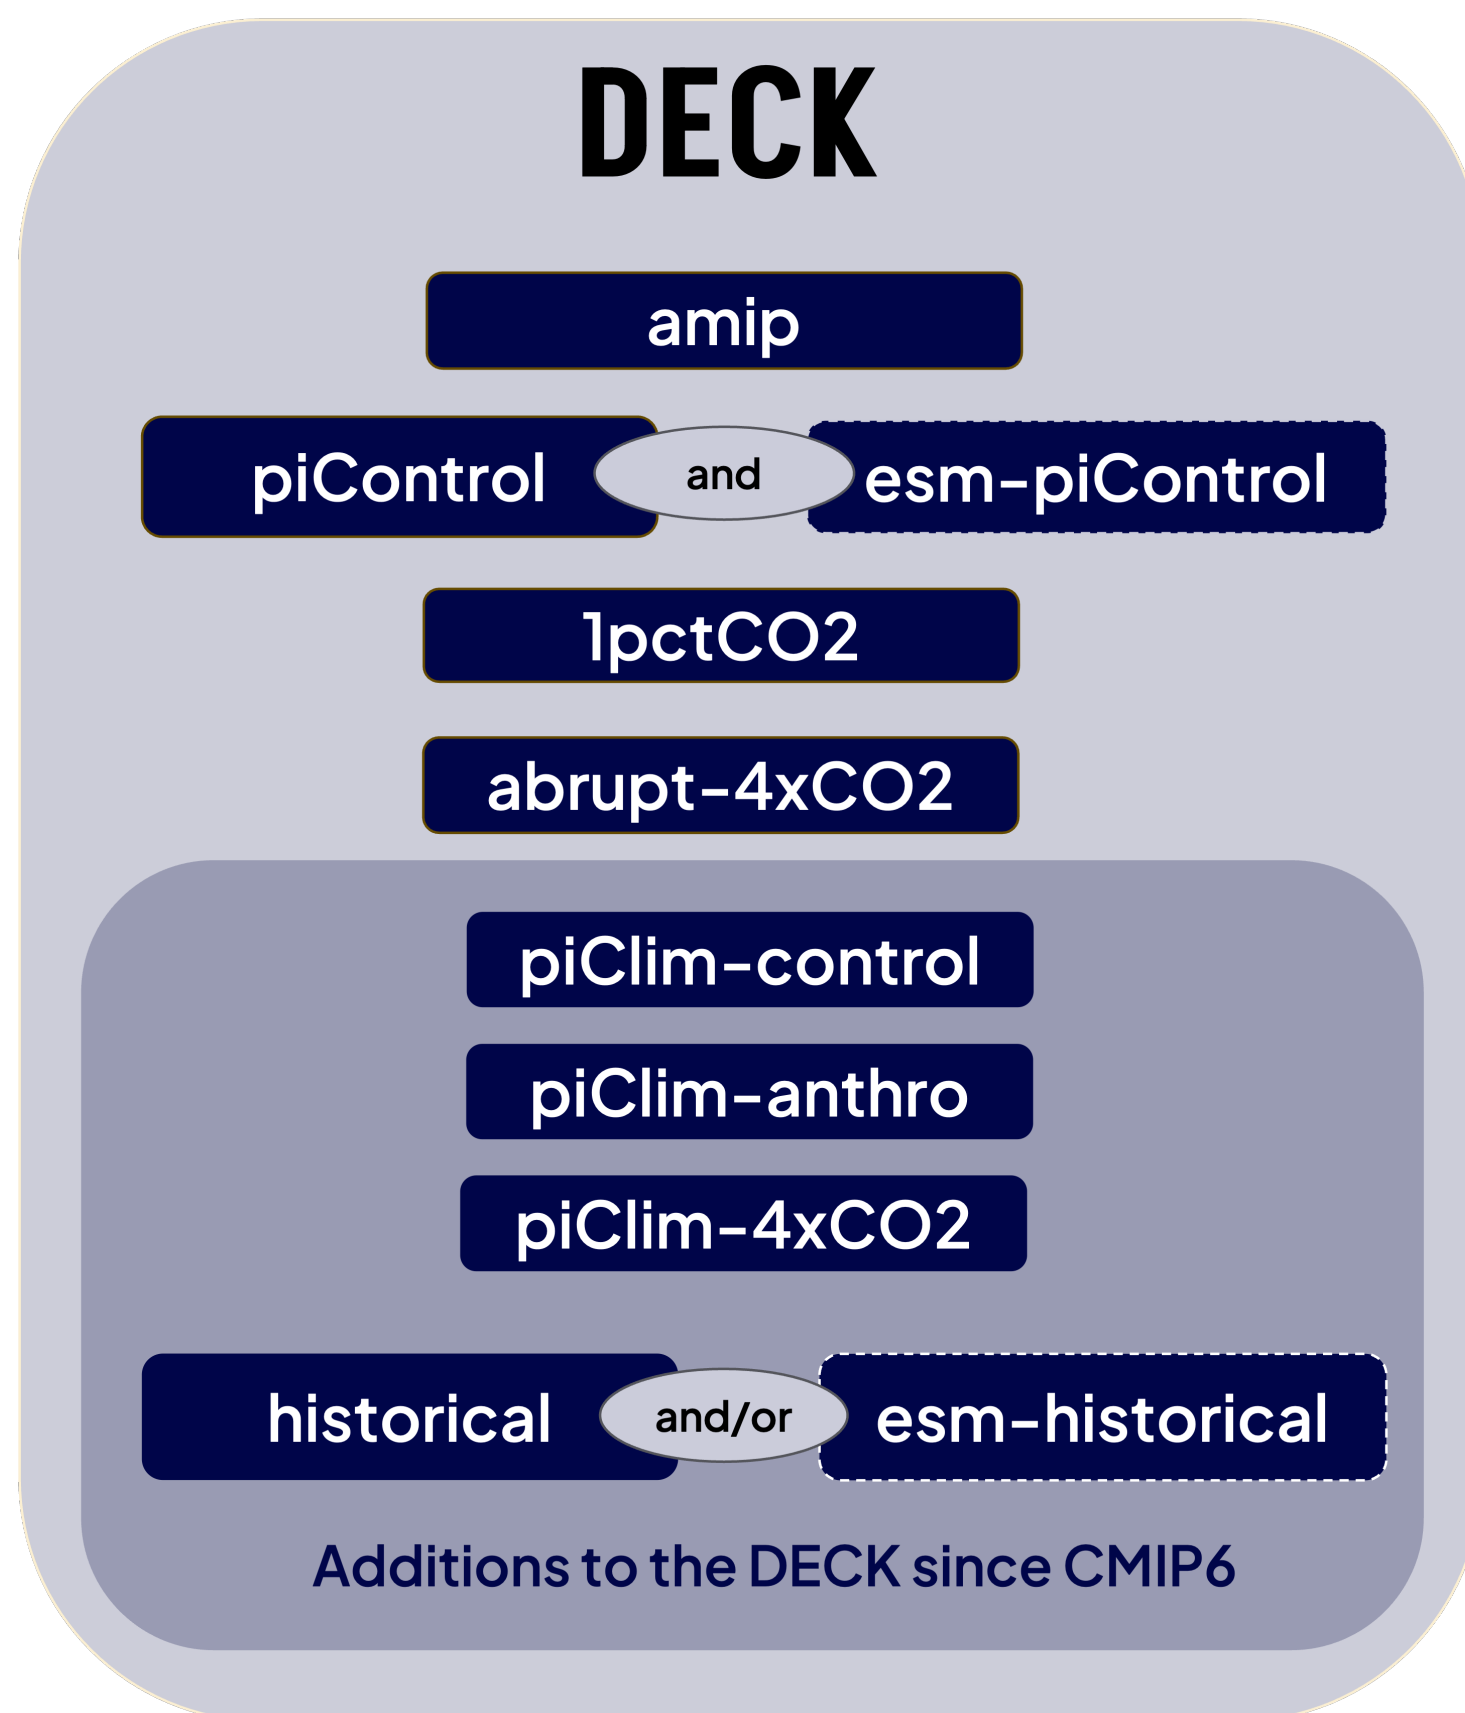 DECK
amip
piControl and esm-piControl
1pctCO2
abrupt-4xCO2
piClim-control
piClim-anthro
piClim-4xCO2
historical and/or esm-historical
Additions to the DECK since CMIP6